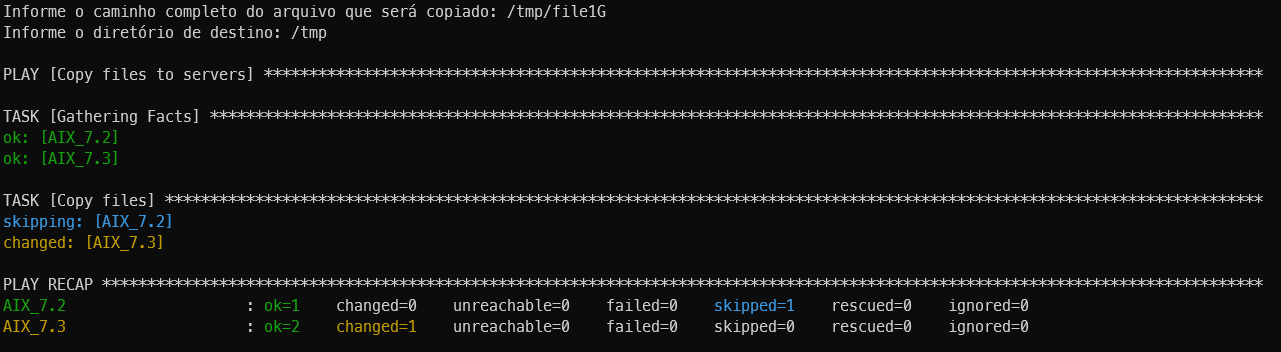 Informe o caminho completo do arquivo que será copiado: /tmp/file1G
Informe o diretório de destino: /tmp
PLAY [Copy files to servers] ***************************************************************************************************************
TASK [Gathering Facts] *********************************************************************************************************************
ok: [AIX_7.2]
ok: [AIX_7.3]
TASK [Copy files] **************************************************************************************************************************
skipping: [AIX_7.2]
changed: [AIX_7.3]
PLAY RECAP *********************************************************************************************************************************
AIX_7.2                    : ok=1    changed=0    unreachable=0    failed=0    skipped=1    rescued=0    ignored=0
AIX_7.3                    : ok=2    changed=1    unreachable=0    failed=0    skipped=0    rescued=0    ignored=0